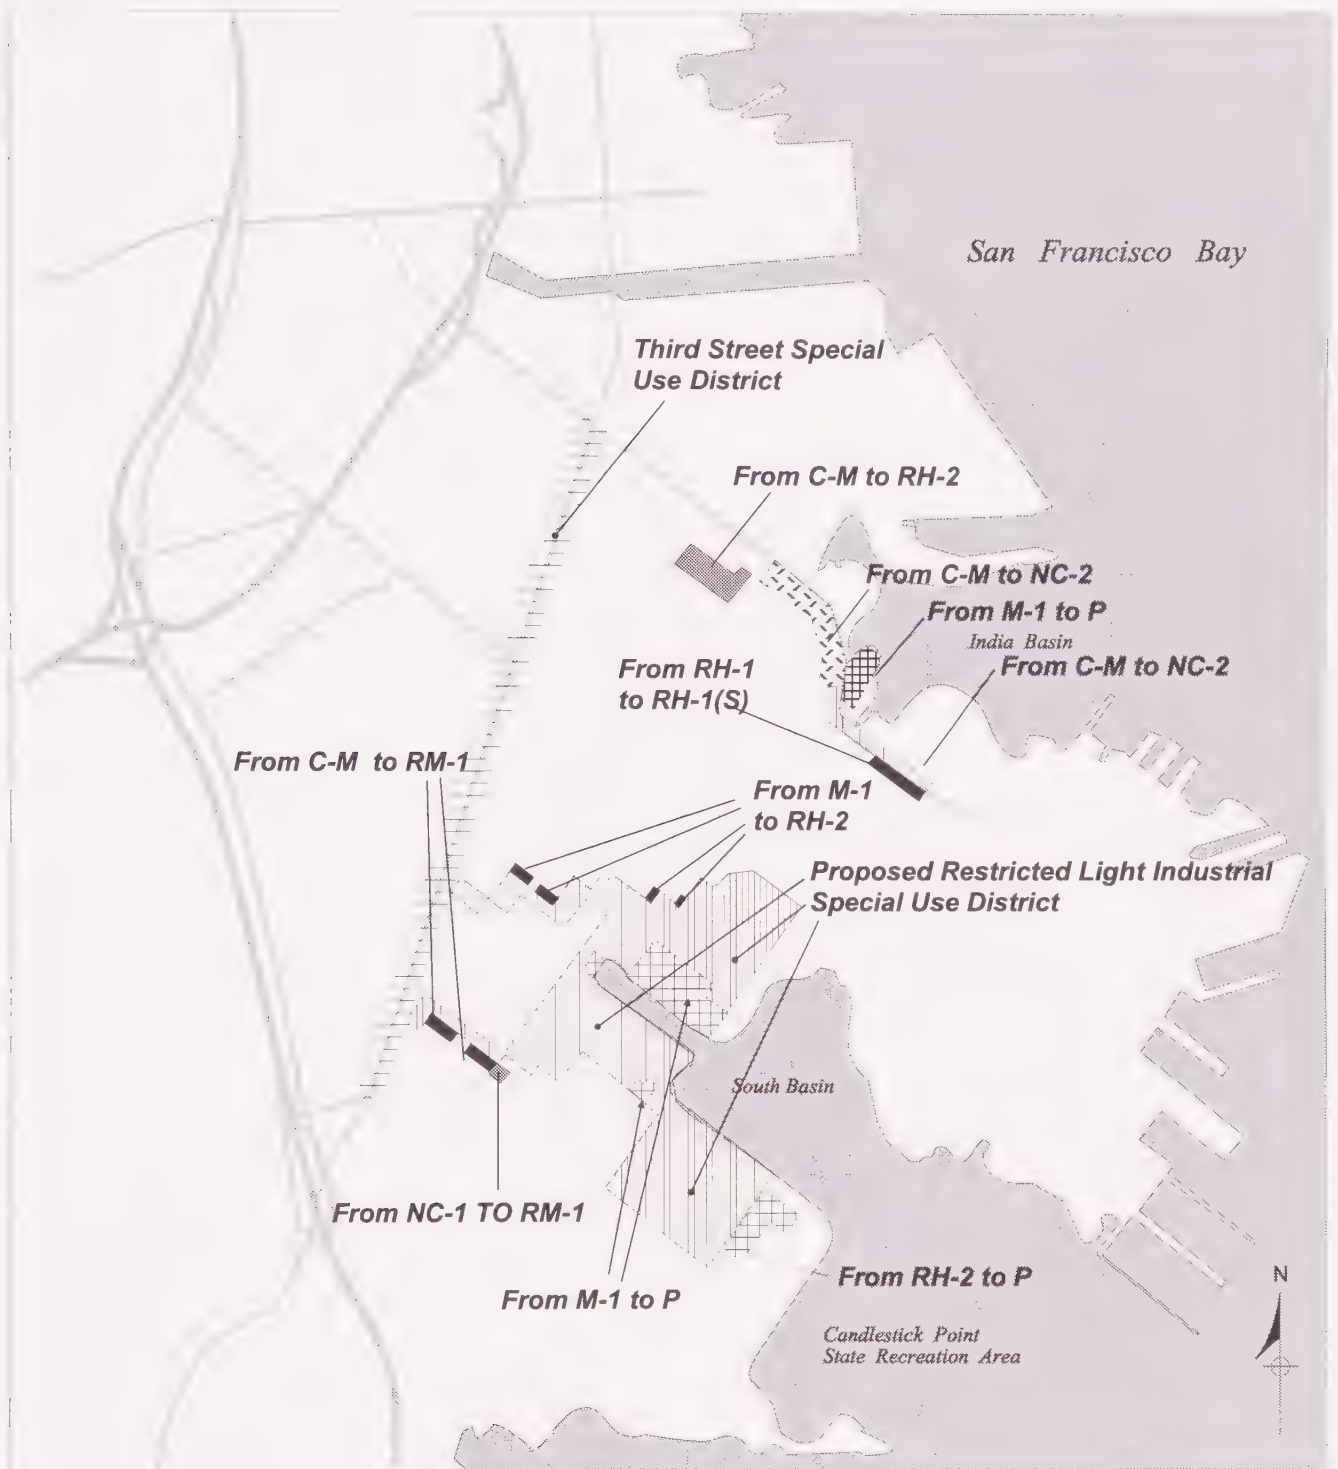 San Francisco Bay
Third Street Special
Use District
From C-M to RH-2
From C-M to NC-2
From M-1 to P
India Basin
From C-M to NC-2
From RH-1
to RH-1(S)
From C-M to RM-1
From M-1
to RH-2
Proposed Restricted Light Industrial
Special Use District
South Basin
From NC-1 TO RM-1
From RH-2 to P
From M-1 to P
N
Candlestick Point
State Recreation Area